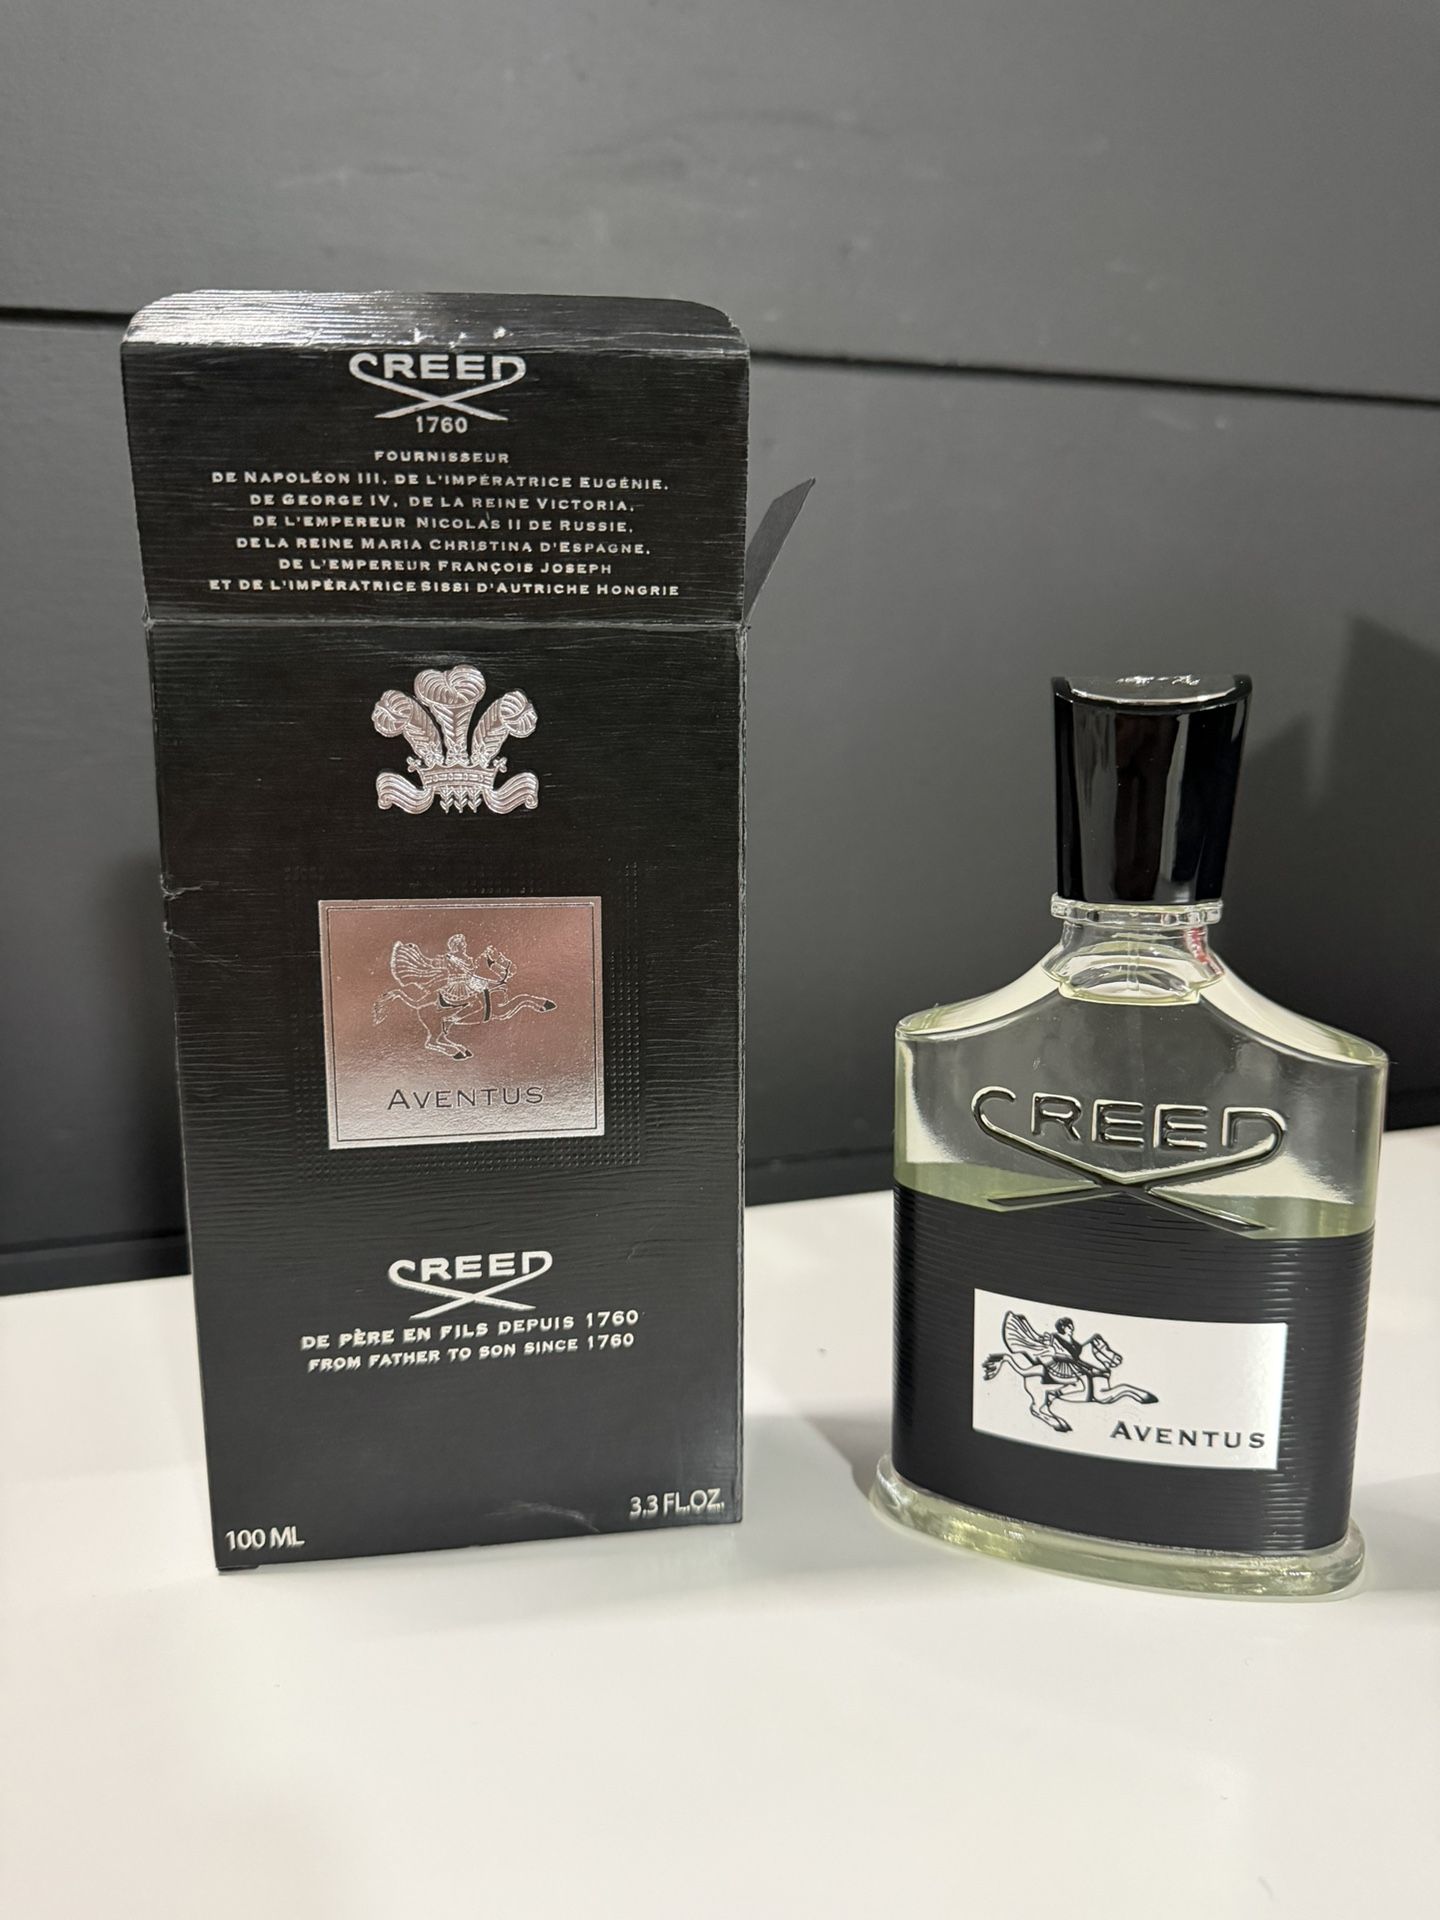 CREED
1760
FOURNISSEUR
DE NAPOLÉON III, DE L'IMPÉRATRICE EUGÉNIE,
DE GEORGE IV, DE LA REINE VICTORIA,
DE L'EMPEREUR NICOLAS II DE RUSSIE,
DELA REINE MARIA CHRISTINA D'ESPAGNE,
DE L'EMPEREUR FRANÇOIS JOSEPH
ET DE L'IMPÉRATRICE SISSI D'AUTRICHE HONGRIE
AVENTUS
CREED
DE PÈRE EN FILS DEPUIS 1760
FROM FATHER TO SON SINCE 1760
100 ML
3.3 FL.OZ.
CREED
AVENTUS